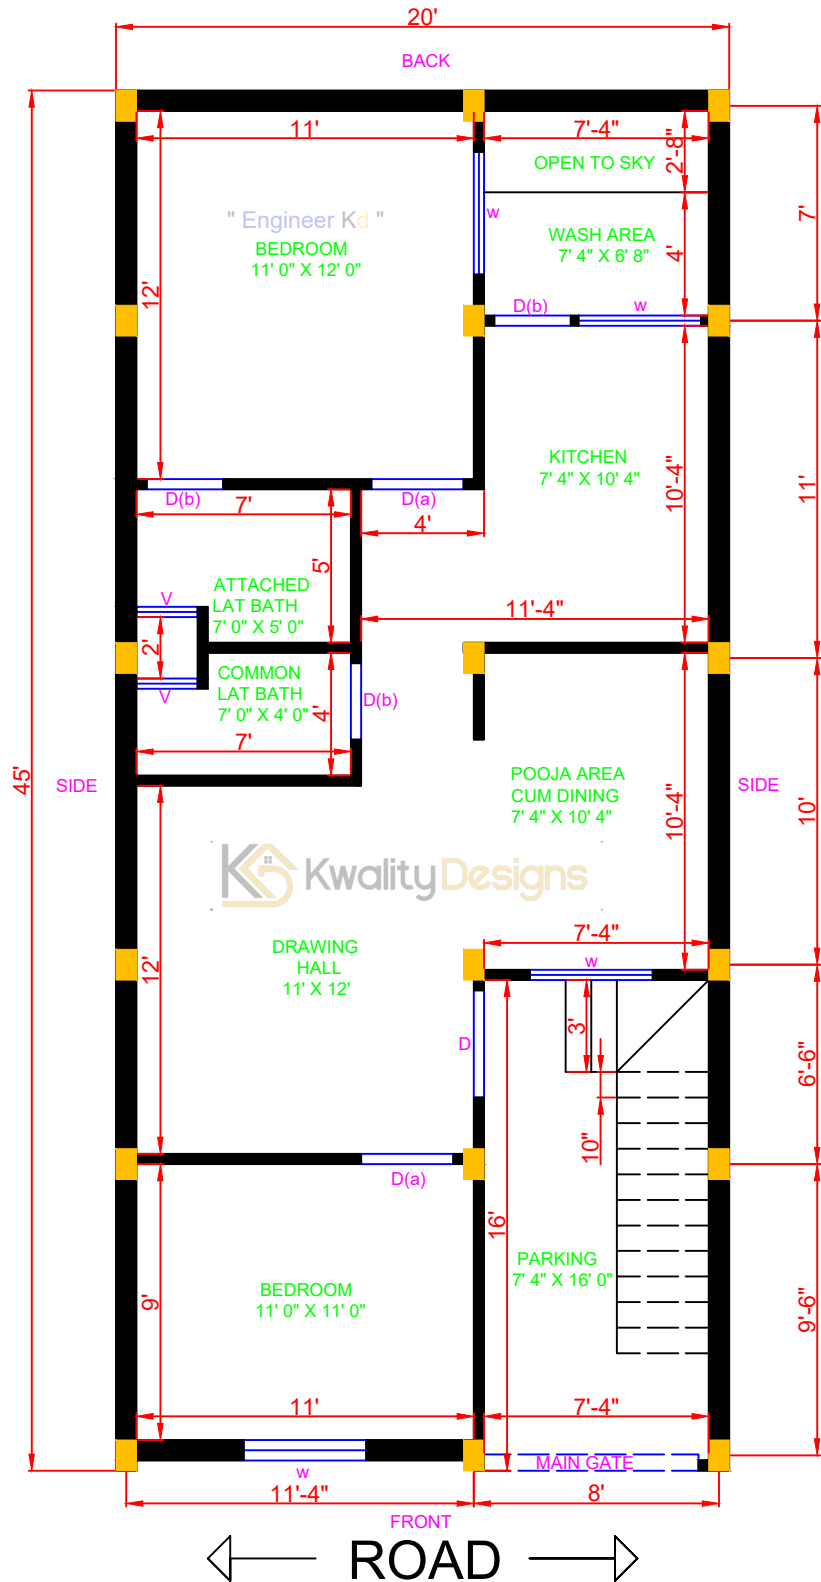 20'
BACK
11'
7'-4"
2'-8"
OPEN TO SKY
7'
" Engineer Kd "
w
WASH AREA
7' 4" X 6' 8"
4'
BEDROOM
11' 0" X 12' 0"
12'
D(b)
w
KITCHEN
7' 4" X 10' 4"
10'-4"
11'
D(b)
7'
D(a)
4'
5'
ATTACHED
LAT BATH
7' 0" X 5' 0"
V
11'-4"
2'
COMMON
LAT BATH
7' 0" X 4' 0"
V
4'
D(b)
7'
45'
SIDE
POOJA AREA
CUM DINING
7' 4" X 10' 4"
10'-4"
SIDE
10'
Kwality Designs
7'-4"
w
DRAWING
HALL
11' X 12'
12'
D
3'
6'-6"
10"
D(a)
16'
PARKING
7' 4" X 16' 0"
BEDROOM
11' 0" X 11' 0"
9'
9'-6"
11'
7'-4"
w
MAIN GATE
11'-4"
8'
FRONT
ROAD